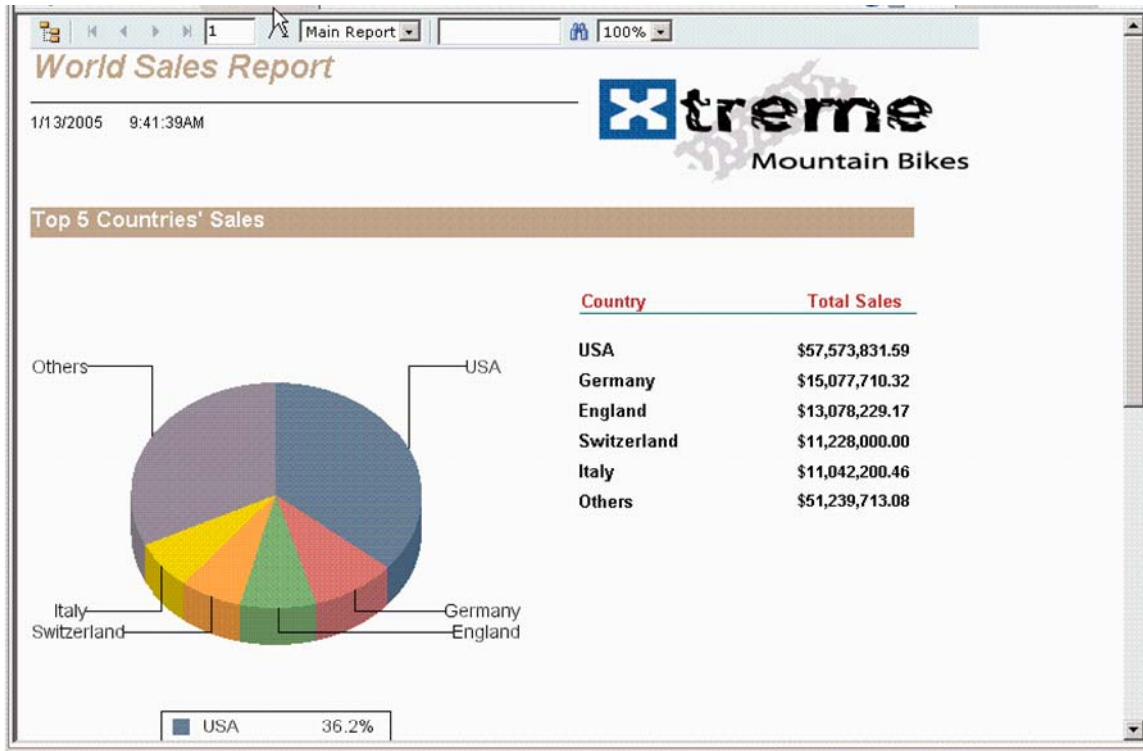 1 Main Report 100%
World Sales Report
1/13/2005 9:41:39AM
Xtreme
Mountain Bikes
Top 5 Countries' Sales
Country Total Sales
USA $57,573,831.59
Germany $15,077,710.32
England $13,078,229.17
Switzerland $11,228,000.00
Italy $11,042,200.46
Others $51,239,713.08
Others USA
Italy Germany
Switzerland England
USA 36.2%